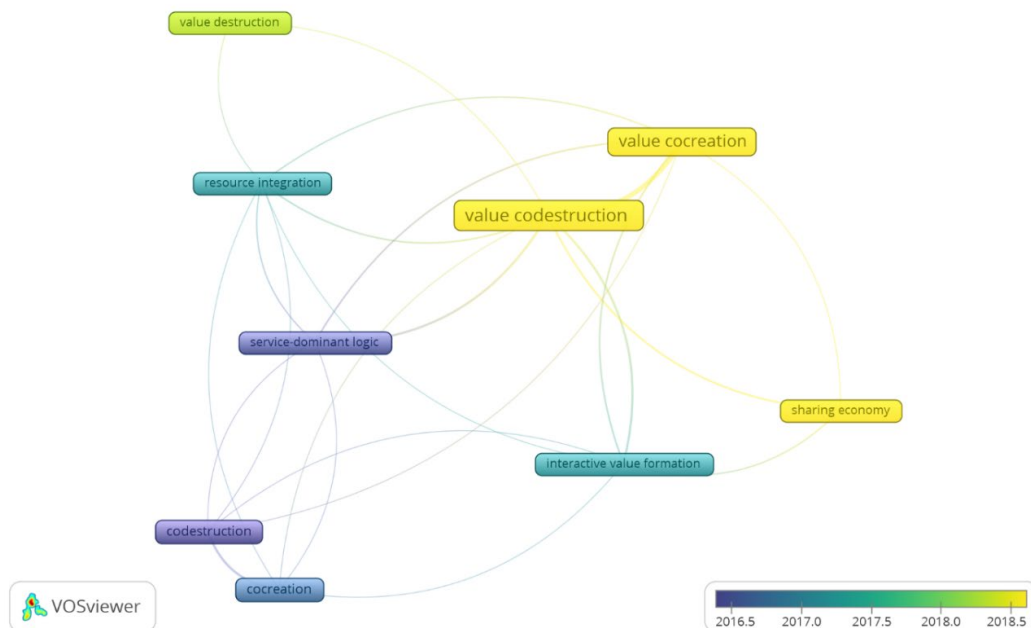 value destruction
value cocreation
resource integration
value codestruction
service-dominant logic
sharing economy
interactive value formation
codestruction
cocreation
VOSviewer
2016.5 2017.0 2017.5 2018.0 2018.5